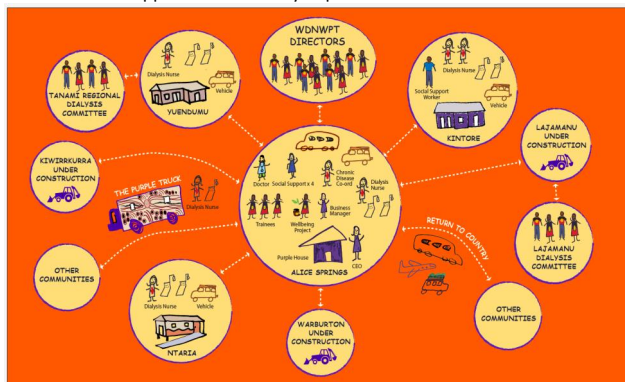 WDNWPT
DIRECTORS
Dialysis Nurse
Vehicle
YUENDUMU
TANAMI REGIONAL
DIALYSIS
COMMITTEE
Dialysis Nurse
Social Support
Worker
Vehicle
KINTORE
LAJAMANU
UNDER
CONSTRUCTION
KIWIRRKURRA
UNDER
CONSTRUCTION
THE PURPLE TRUCK
Dialysis Nurse
Doctor
Social Support x 4
Chronic
Disease
Co-ord
Dialysis
Nurse
Trainees
Wellbeing
Project
Business
Manager
Purple House
CEO
ALICE SPRINGS
RETURN TO
COUNTRY
LAJAMANU
DIALYSIS
COMMITTEE
OTHER
COMMUNITIES
Dialysis Nurse
Vehicle
NTARIA
WARBURTON
UNDER
CONSTRUCTION
OTHER
COMMUNITIES